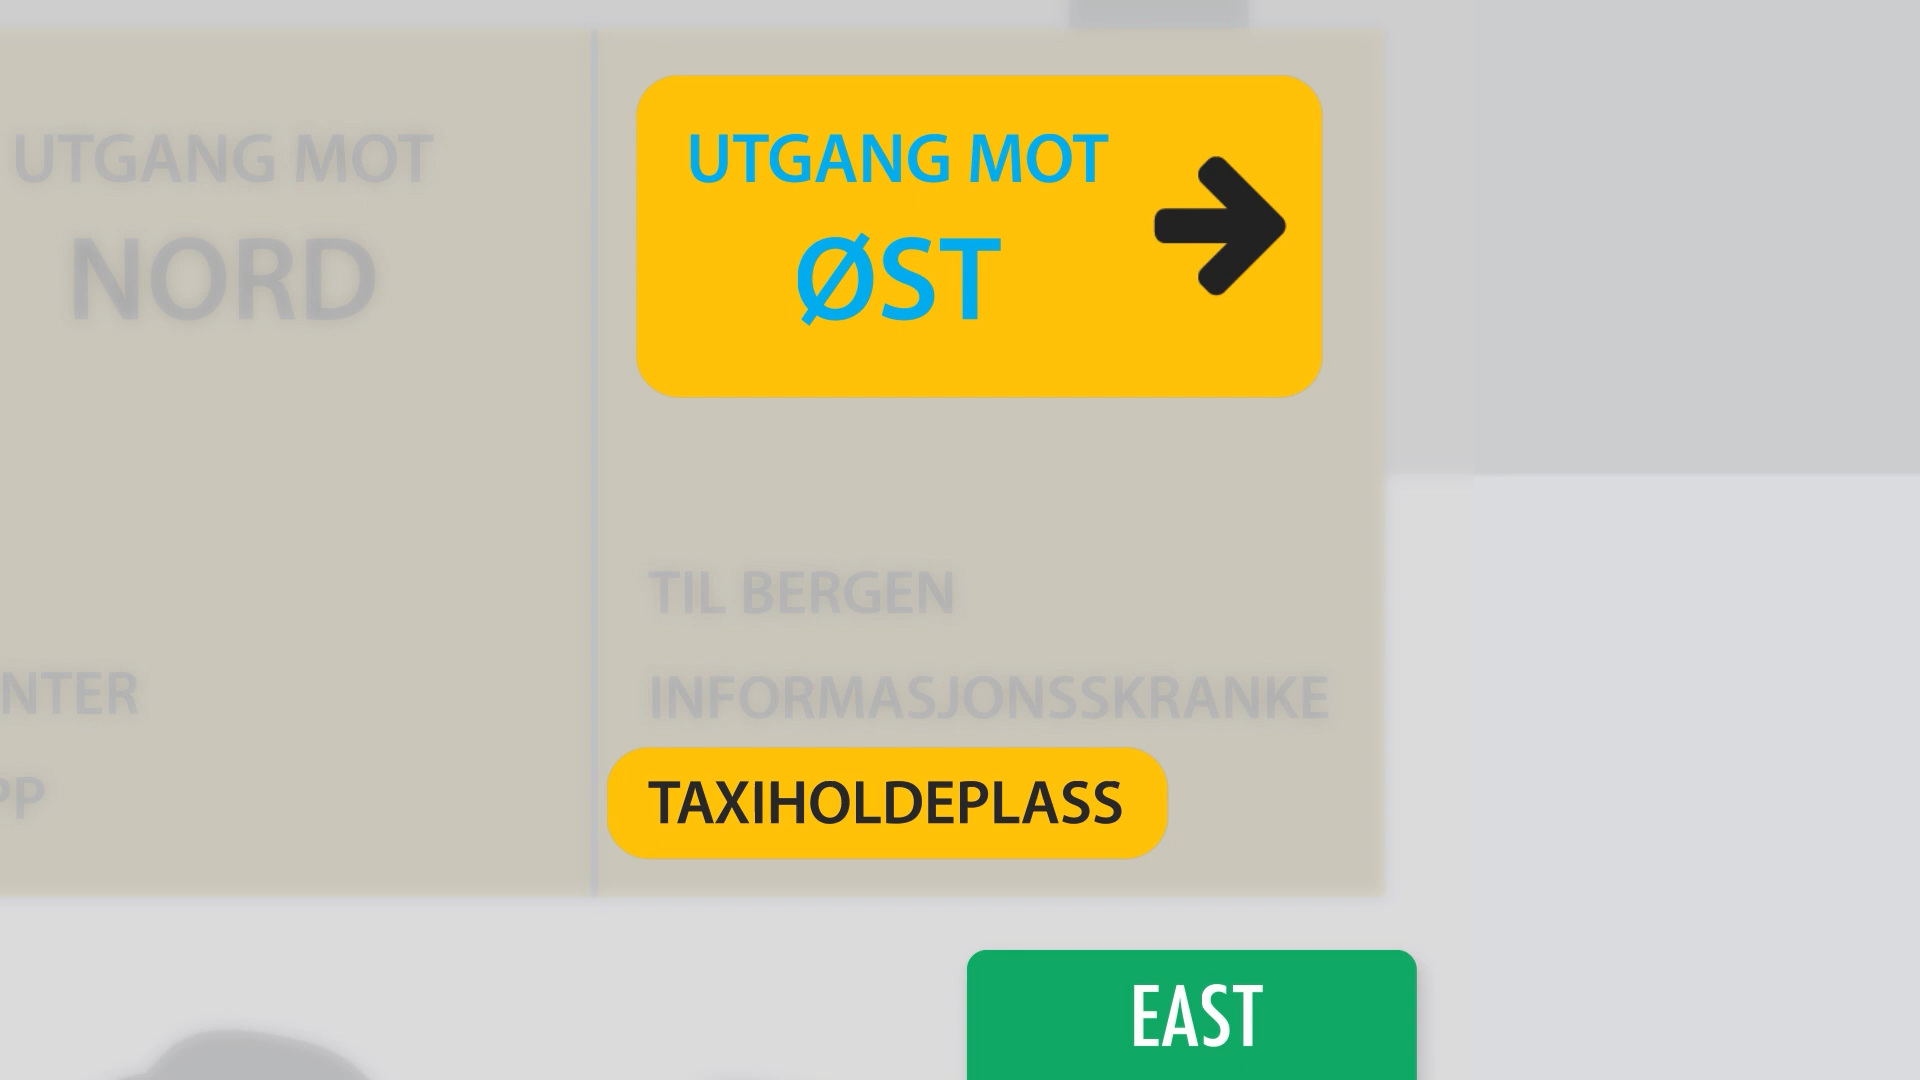 UTGANG MOT
NORD
UTGANG MOT
ØST
TIL BERGEN
INFORMASJONSSKRANKE
TAXIHOLDEPLASS
NTER
PP
EAST